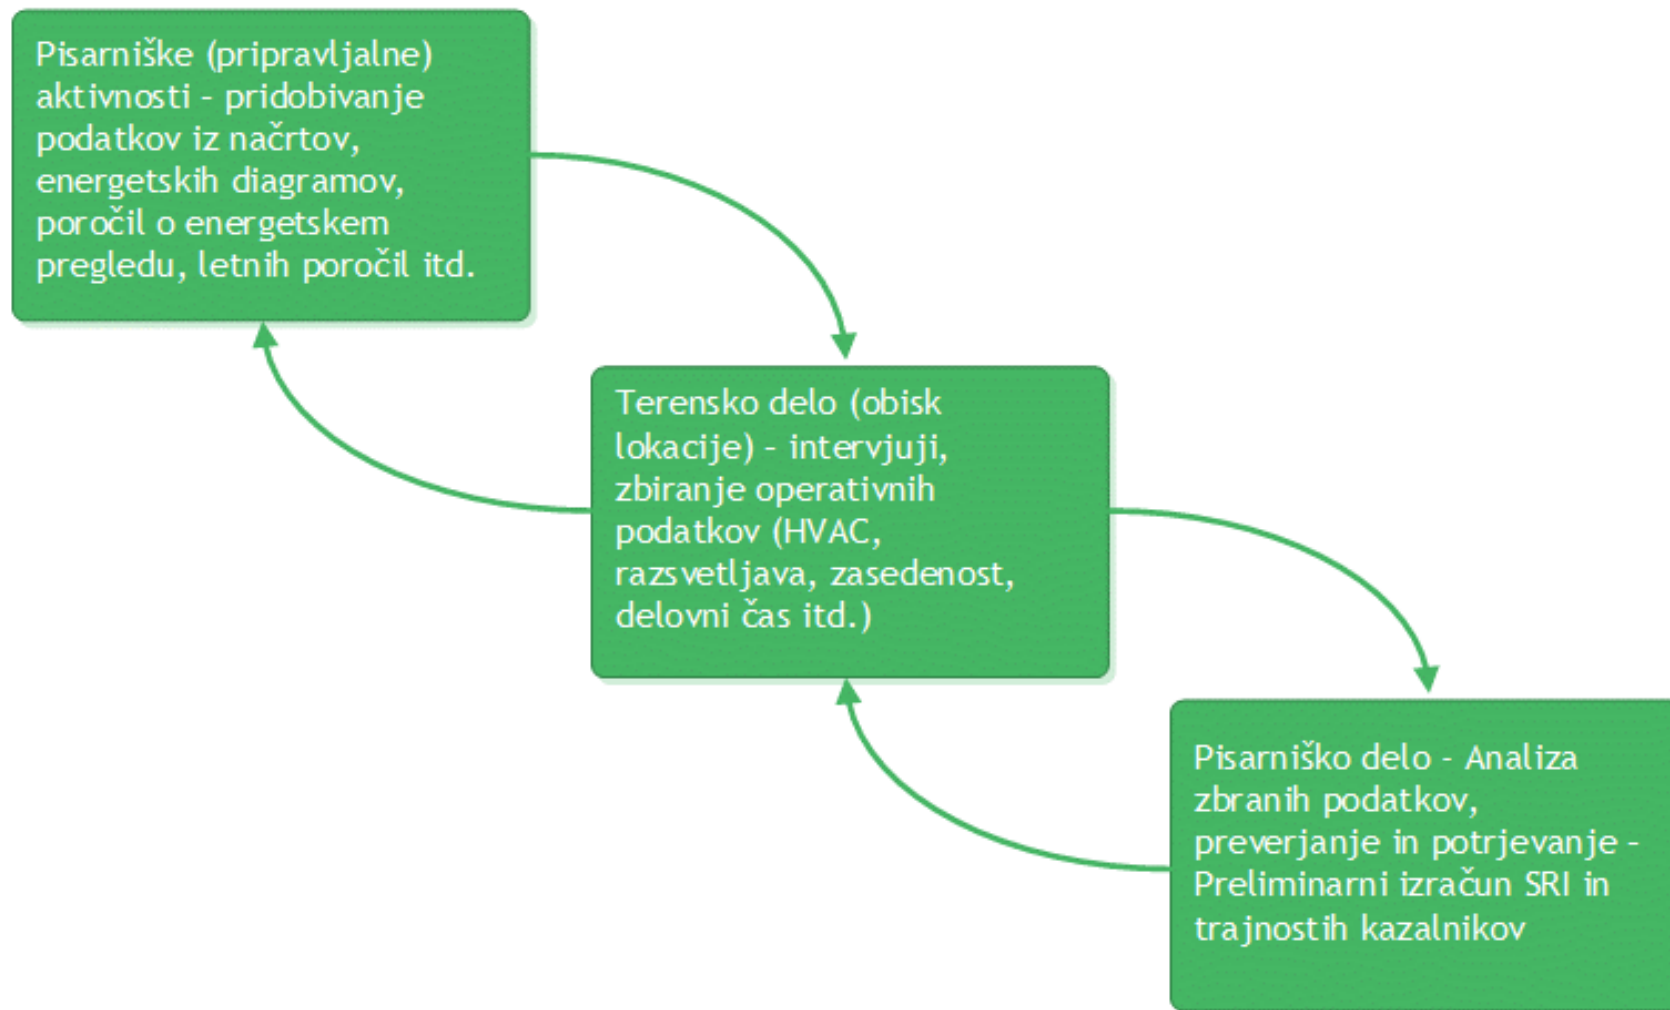 Pisarniške (pripravljalne)
aktivnosti - pridobivanje
podatkov iz načrtov,
energetskih diagramov,
poročil o energetskem
pregledu, letnih poročil itd.
Terensko delo (obisk
lokacije) - intervjuji,
zbiranje operativnih
podatkov (HVAC,
razsvetljava, zasedenost,
delovni čas itd.)
Pisarniško delo - Analiza
zbranih podatkov,
preverjanje in potrjevanje -
Preliminarni izračun SRI in
trajnostih kazalnikov